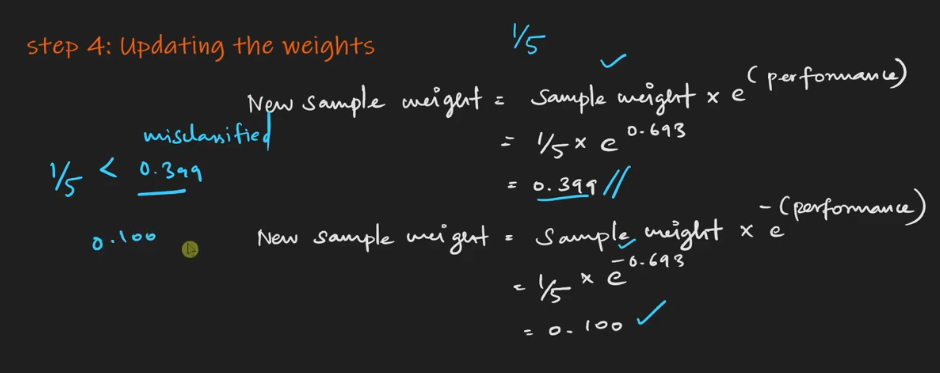 step 4: Updating the weights
1/5
New sample weight = sample weight × e^(performance)
misclassified
= 1/5 × e^0.693
1/5 < 0.399
= 0.399 //
New sample weight = sample weight × e^-(performance)
0.100
= 1/5 × e^-0.693
= 0.100